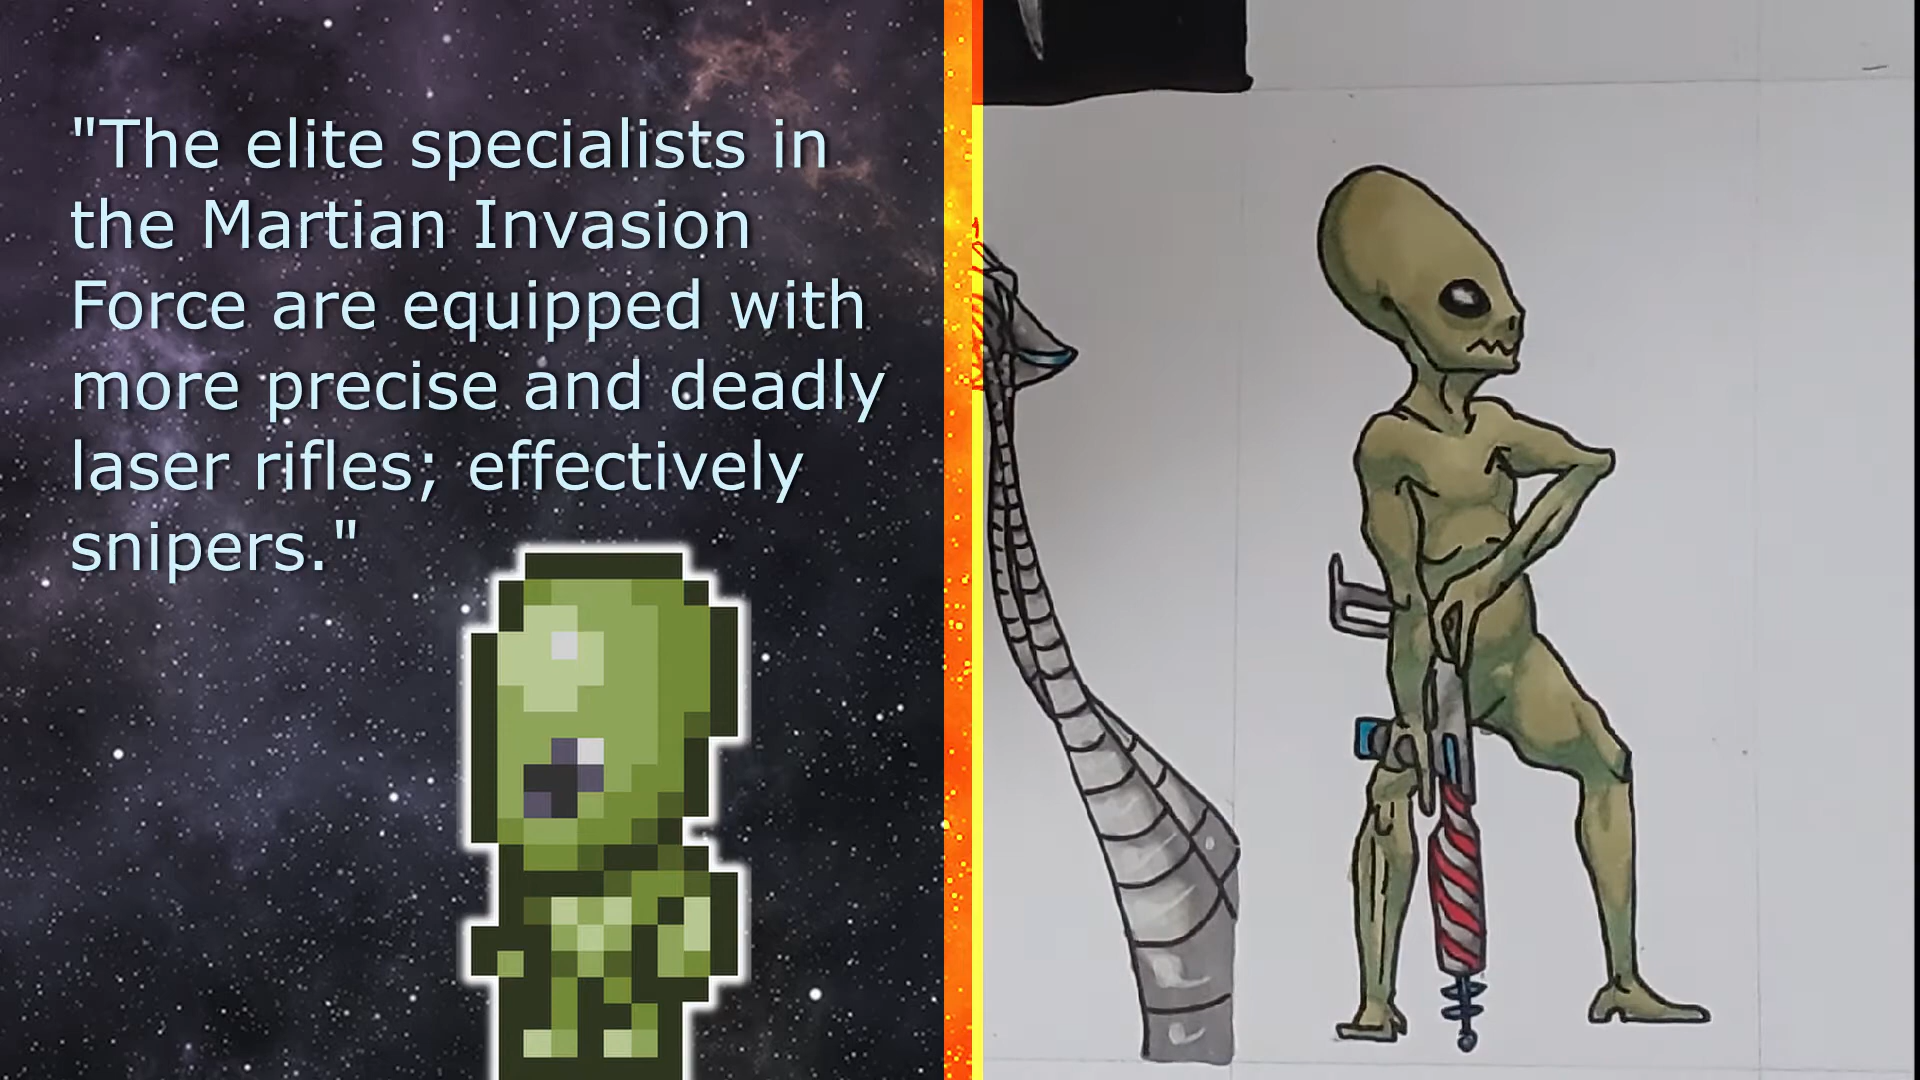 "The elite specialists in
the Martian Invasion
Force are equipped with
more precise and deadly
laser rifles; effectively
snipers."